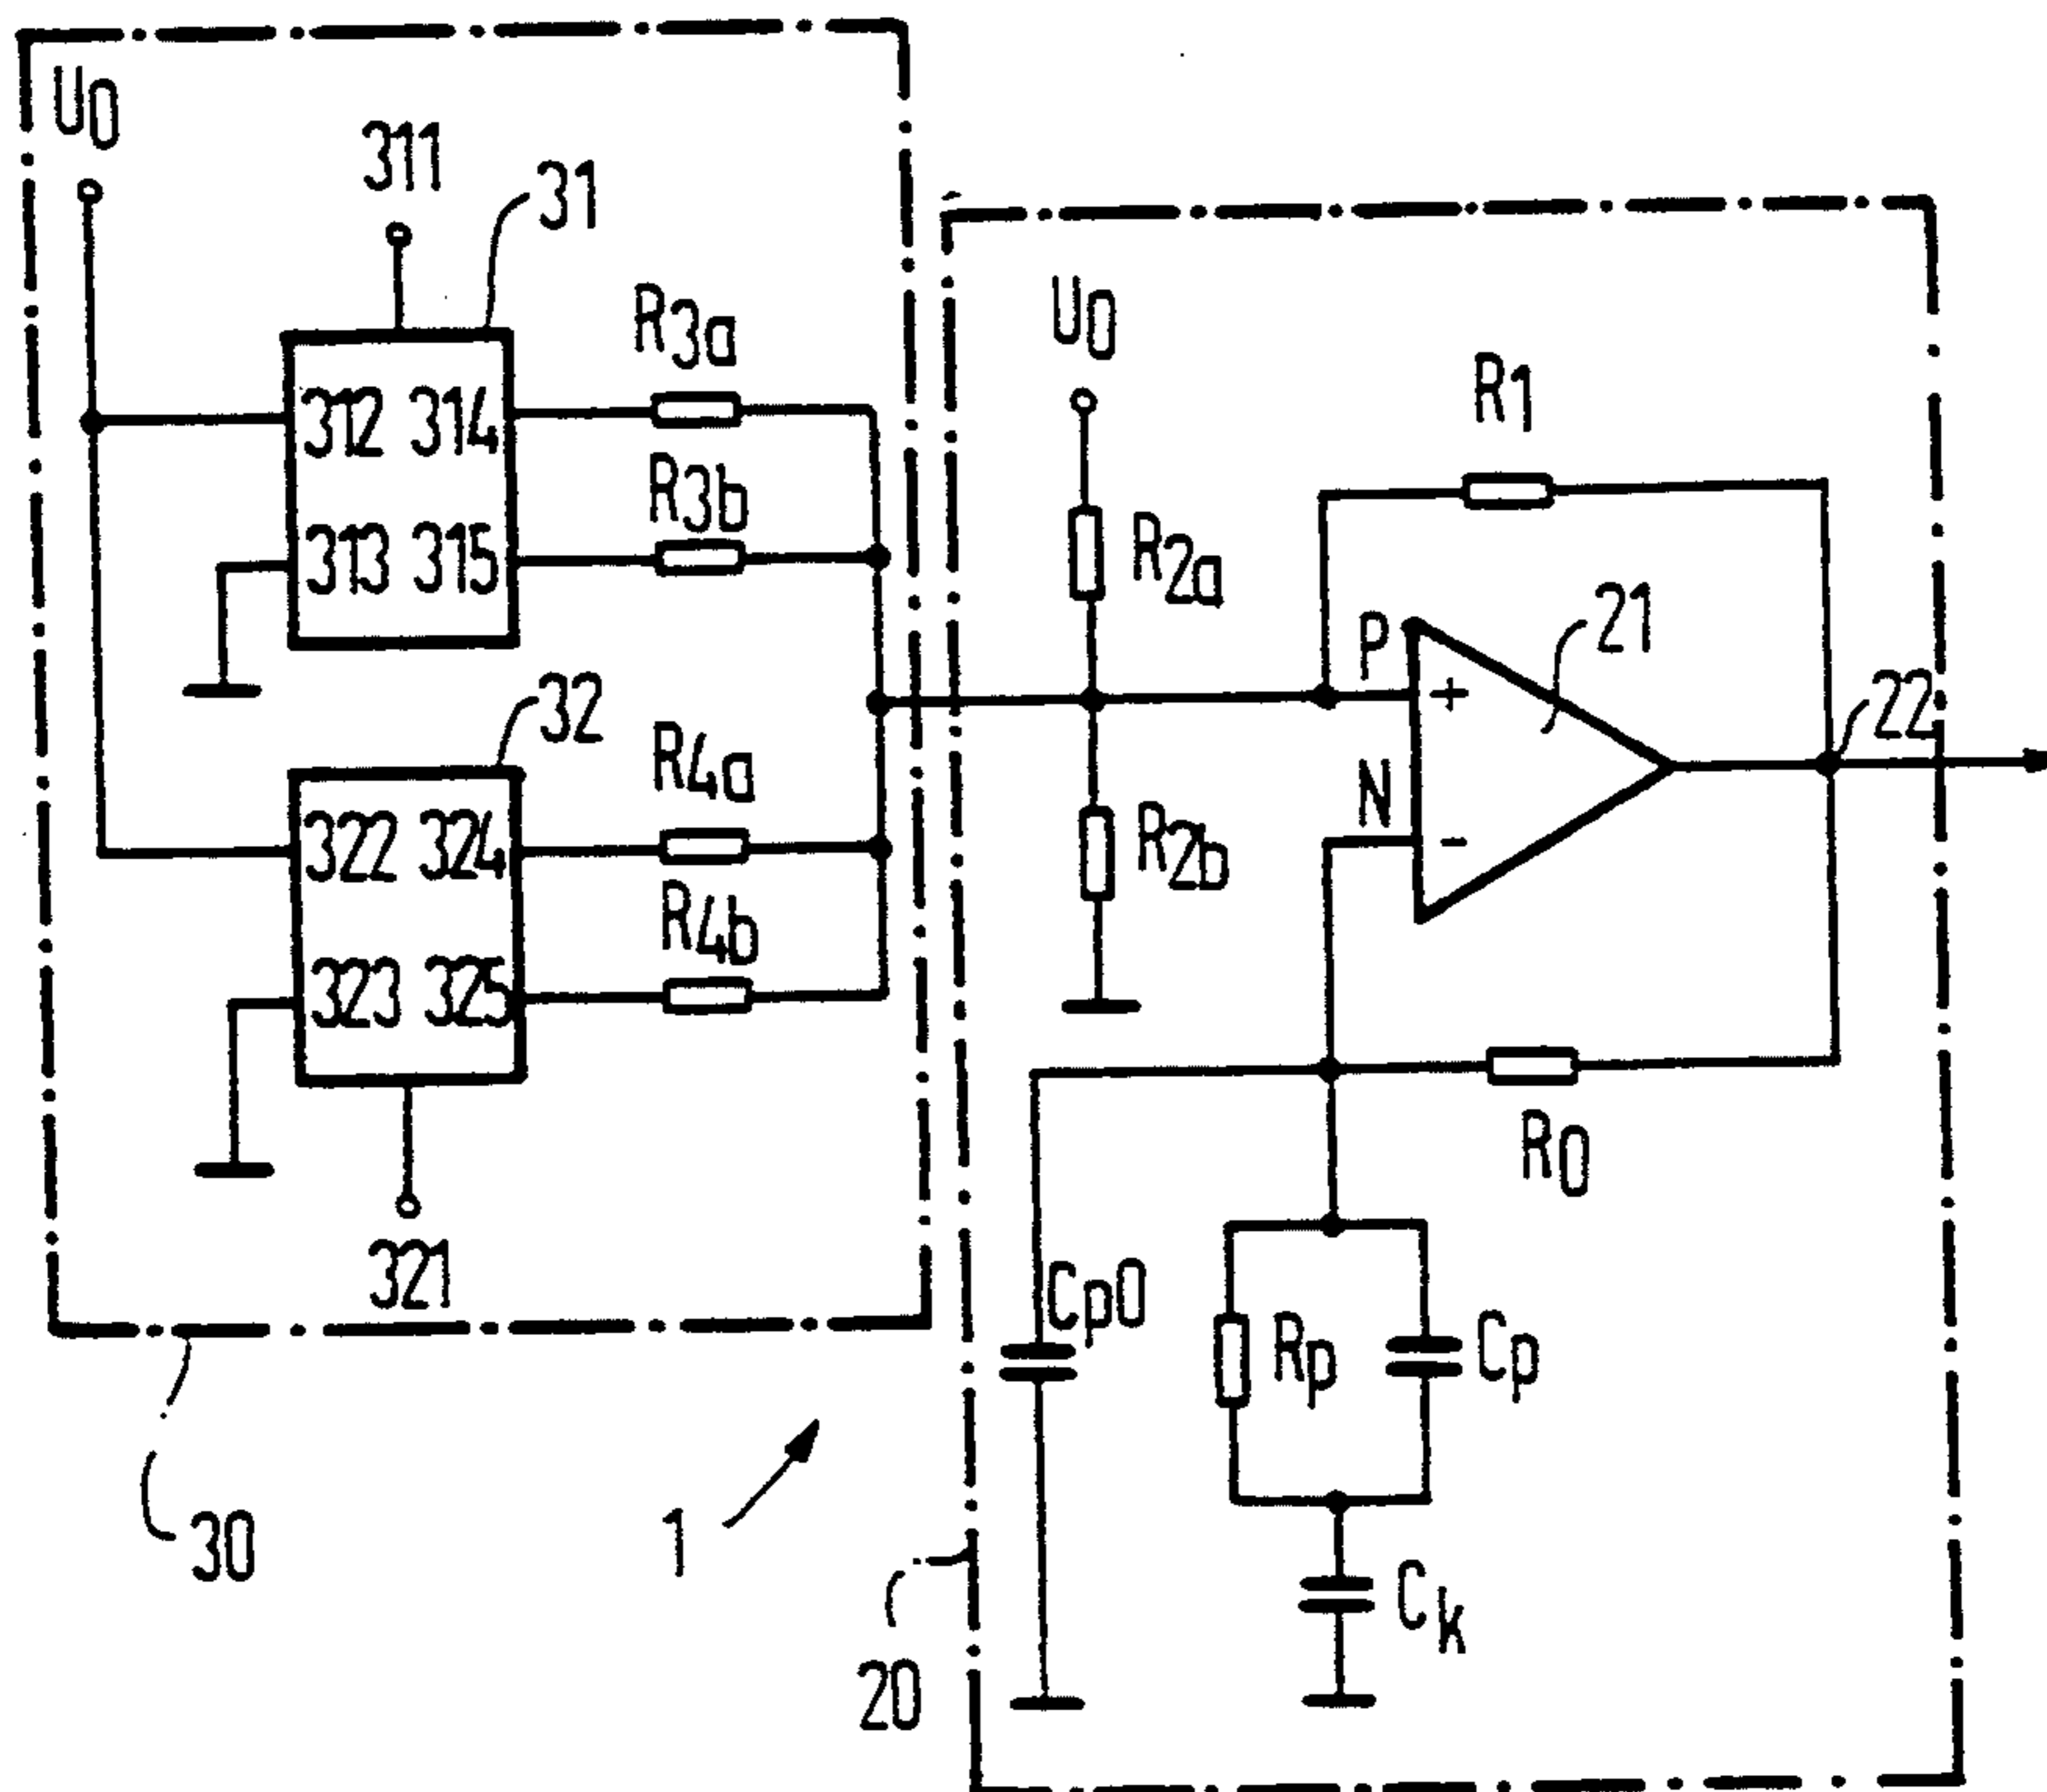 U0
311
31
R3a
312 314
R3b
313 315
32
R4a
322 324
R4b
323 325
321
30
1
U0
R1
R2a
P
+
21
22
N
-
R2b
R0
Cp0
Rp
Cp
Ck
20